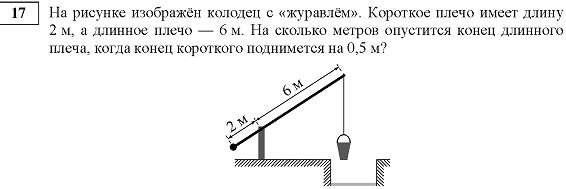 17 На рисунке изображён колодец с «журавлём». Короткое плечо имеет длину
2 м, а длинное плечо — 6 м. На сколько метров опустится конец длинного
плеча, когда конец короткого поднимется на 0,5 м?
6 м
2 м